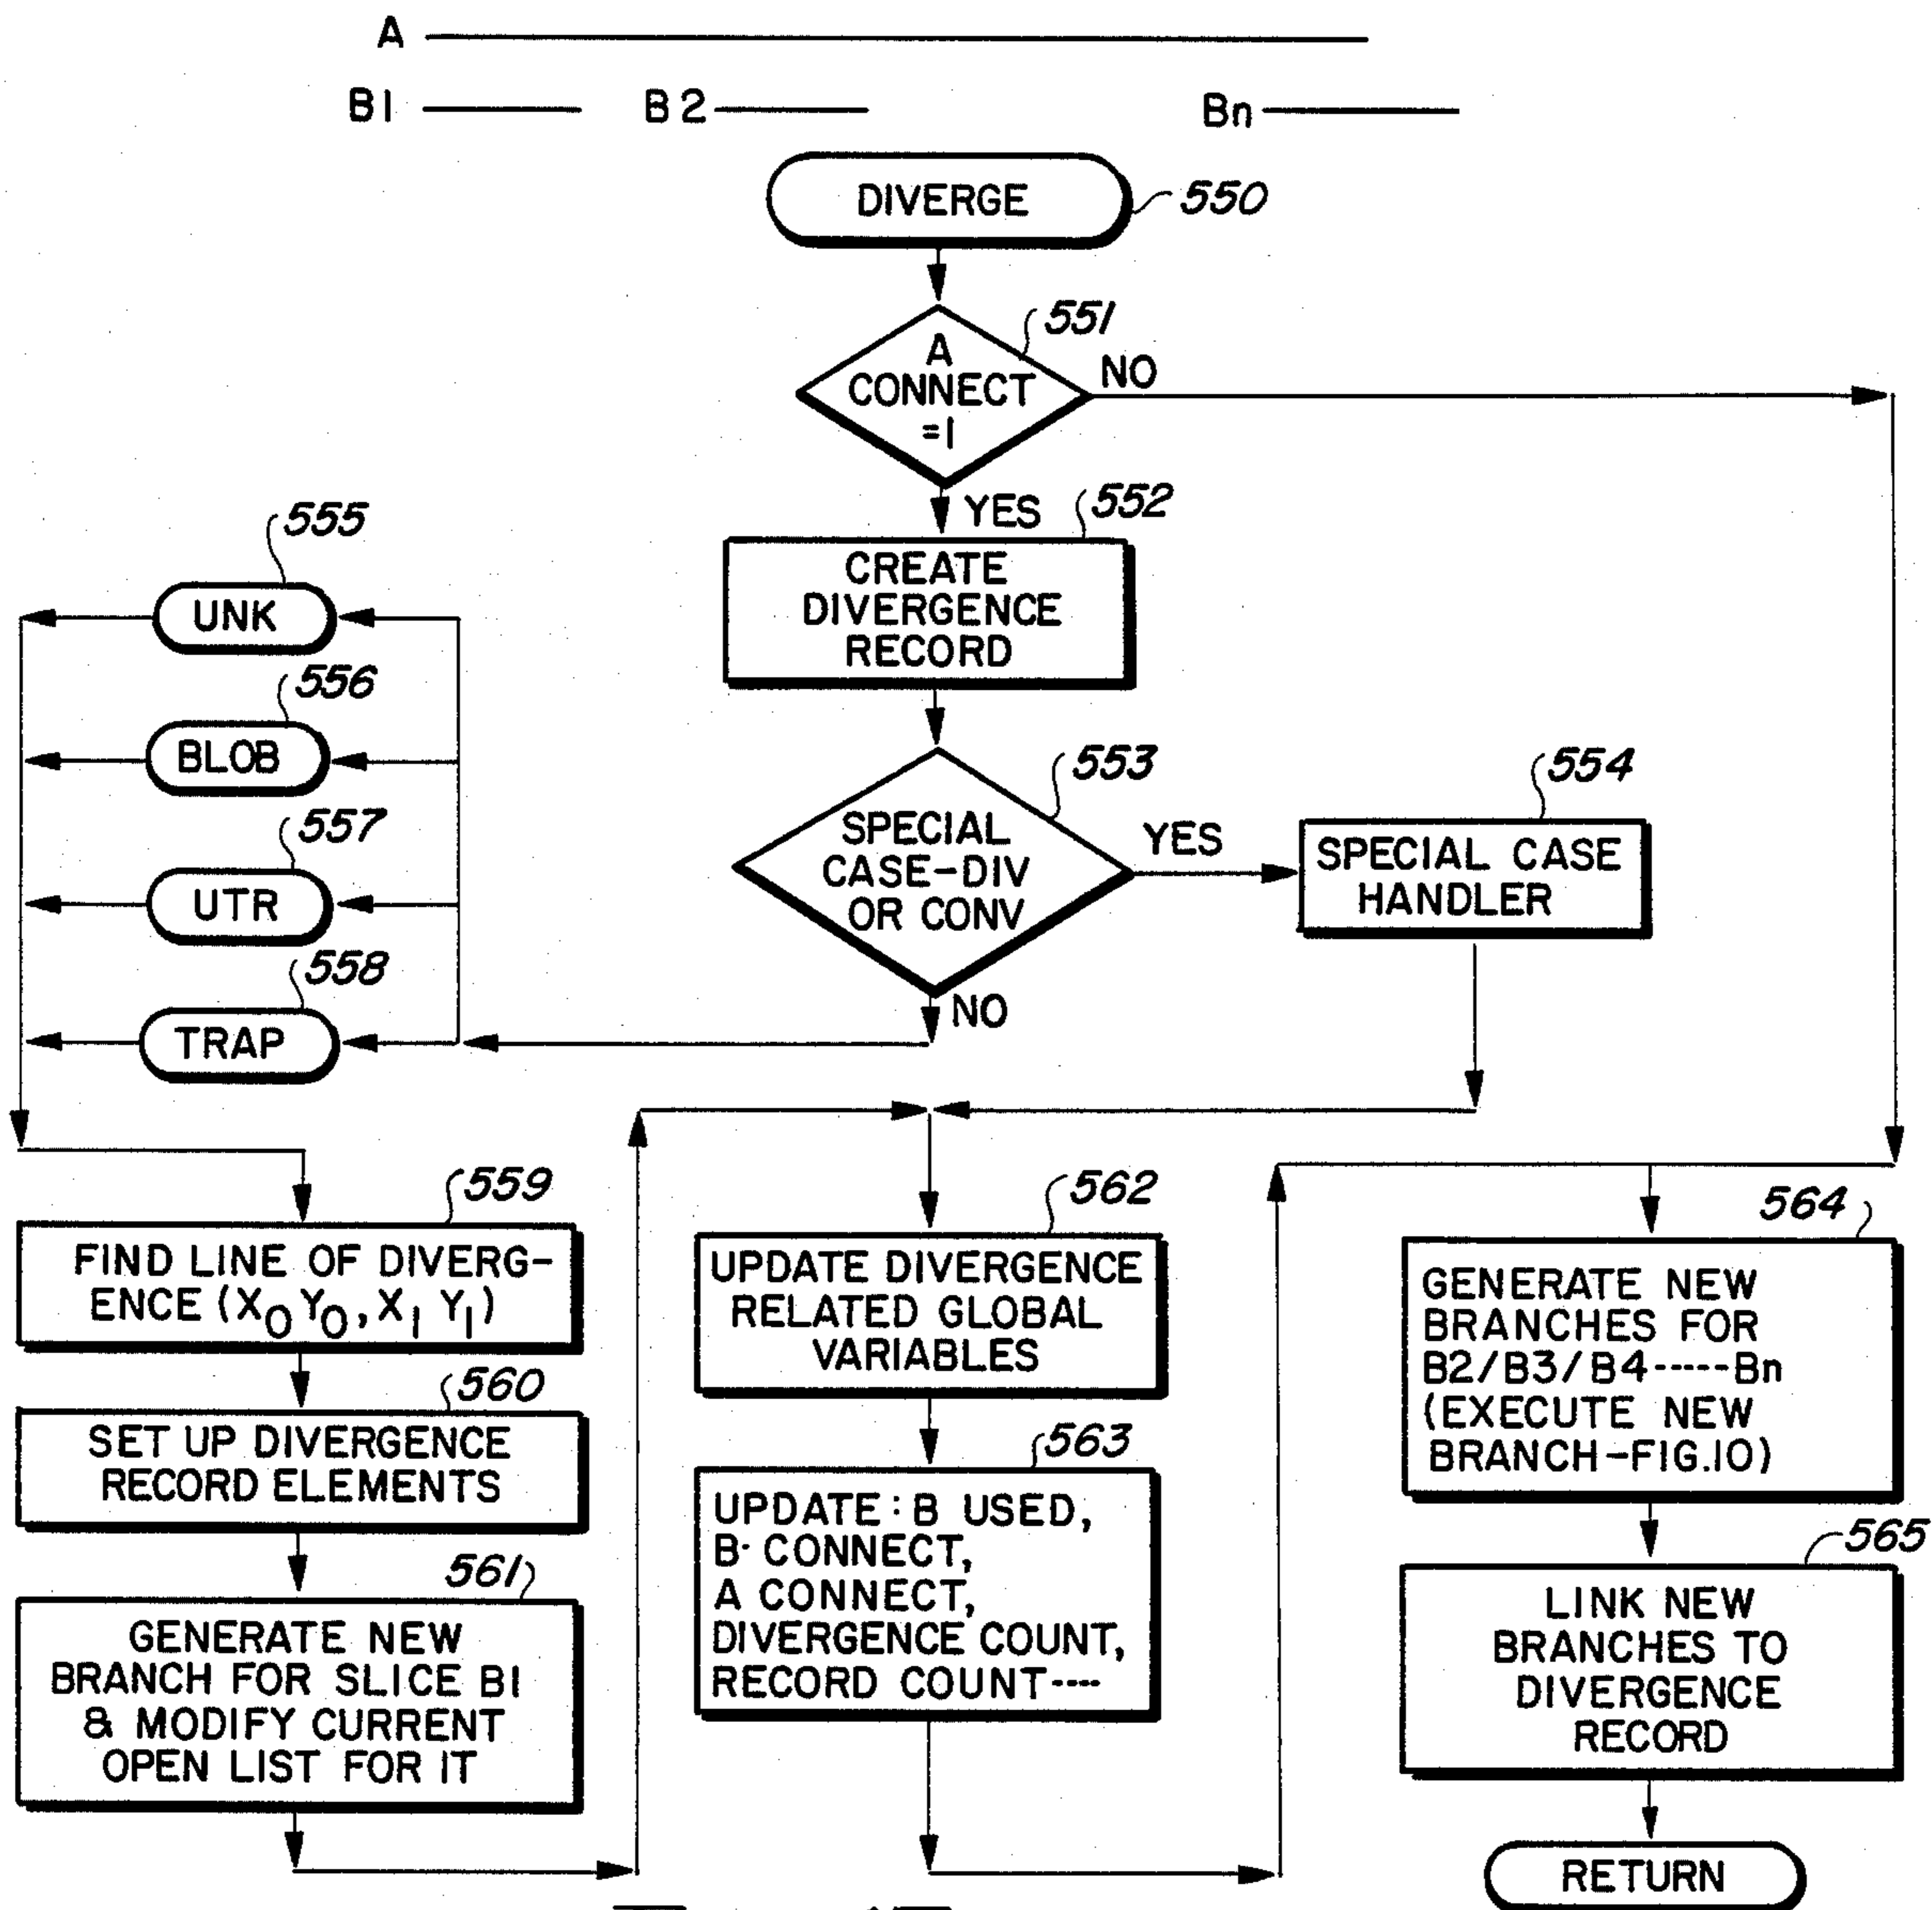 A
B1 B2 Bn
DIVERGE
550
551
A
CONNECT
=1
NO
YES
552
CREATE
DIVERGENCE
RECORD
555
UNK
556
BLOB
557
UTR
558
TRAP
553
SPECIAL
CASE-DIV
OR CONV
YES
NO
554
SPECIAL CASE
HANDLER
559
FIND LINE OF DIVERG-
ENCE (X0 Y0, X1 Y1)
560
SET UP DIVERGENCE
RECORD ELEMENTS
561
GENERATE NEW
BRANCH FOR SLICE B1
& MODIFY CURRENT
OPEN LIST FOR IT
562
UPDATE DIVERGENCE
RELATED GLOBAL
VARIABLES
563
UPDATE: B USED,
B· CONNECT,
A CONNECT,
DIVERGENCE COUNT,
RECORD COUNT----
564
GENERATE NEW
BRANCHES FOR
B2/B3/B4-----Bn
(EXECUTE NEW
BRANCH-FIG.10)
565
LINK NEW
BRANCHES TO
DIVERGENCE
RECORD
RETURN